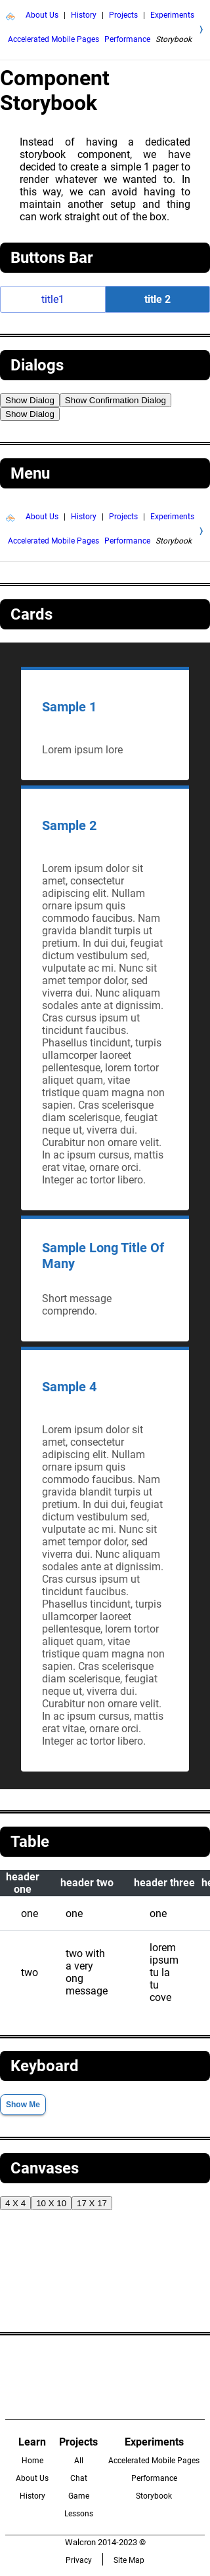 About Us | History | Projects | Experiments
⟩
Accelerated Mobile Pages Performance Storybook
Component
Storybook
Instead of having a dedicated
storybook component, we have
decided to create a simple 1 pager to
render whatever we wanted to. In
this way, we can avoid having to
maintain another setup and thing
can work straight out of the box.
Buttons Bar
title1 title 2
Dialogs
Show Dialog Show Confirmation Dialog
Show Dialog
Menu
About Us | History | Projects | Experiments
⟩
Accelerated Mobile Pages Performance Storybook
Cards
Sample 1
Lorem ipsum lore
Sample 2
Lorem ipsum dolor sit
amet, consectetur
adipiscing elit. Nullam
ornare ipsum quis
commodo faucibus. Nam
gravida blandit turpis ut
pretium. In dui dui, feugiat
dictum vestibulum sed,
vulputate ac mi. Nunc sit
amet tempor dolor, sed
viverra dui. Nunc aliquam
sodales ante at dignissim.
Cras cursus ipsum ut
tincidunt faucibus.
Phasellus tincidunt, turpis
ullamcorper laoreet
pellentesque, lorem tortor
aliquet quam, vitae
tristique quam magna non
sapien. Cras scelerisque
diam scelerisque, feugiat
neque ut, viverra dui.
Curabitur non ornare velit.
In ac ipsum cursus, mattis
erat vitae, ornare orci.
Integer ac tortor libero.
Sample Long Title Of
Many
Short message
comprendo.
Sample 4
Lorem ipsum dolor sit
amet, consectetur
adipiscing elit. Nullam
ornare ipsum quis
commodo faucibus. Nam
gravida blandit turpis ut
pretium. In dui dui, feugiat
dictum vestibulum sed,
vulputate ac mi. Nunc sit
amet tempor dolor, sed
viverra dui. Nunc aliquam
sodales ante at dignissim.
Cras cursus ipsum ut
tincidunt faucibus.
Phasellus tincidunt, turpis
ullamcorper laoreet
pellentesque, lorem tortor
aliquet quam, vitae
tristique quam magna non
sapien. Cras scelerisque
diam scelerisque, feugiat
neque ut, viverra dui.
Curabitur non ornare velit.
In ac ipsum cursus, mattis
erat vitae, ornare orci.
Integer ac tortor libero.
Table
header one header two header three he
one one one
two two with a very ong message lorem ipsum tu la tu cove
Keyboard
Show Me
Canvases
4 X 4 10 X 10 17 X 17
Learn Projects Experiments
Home All Accelerated Mobile Pages
About Us Chat Performance
History Game Storybook
Lessons
Walcron 2014-2023 ©
Privacy | Site Map